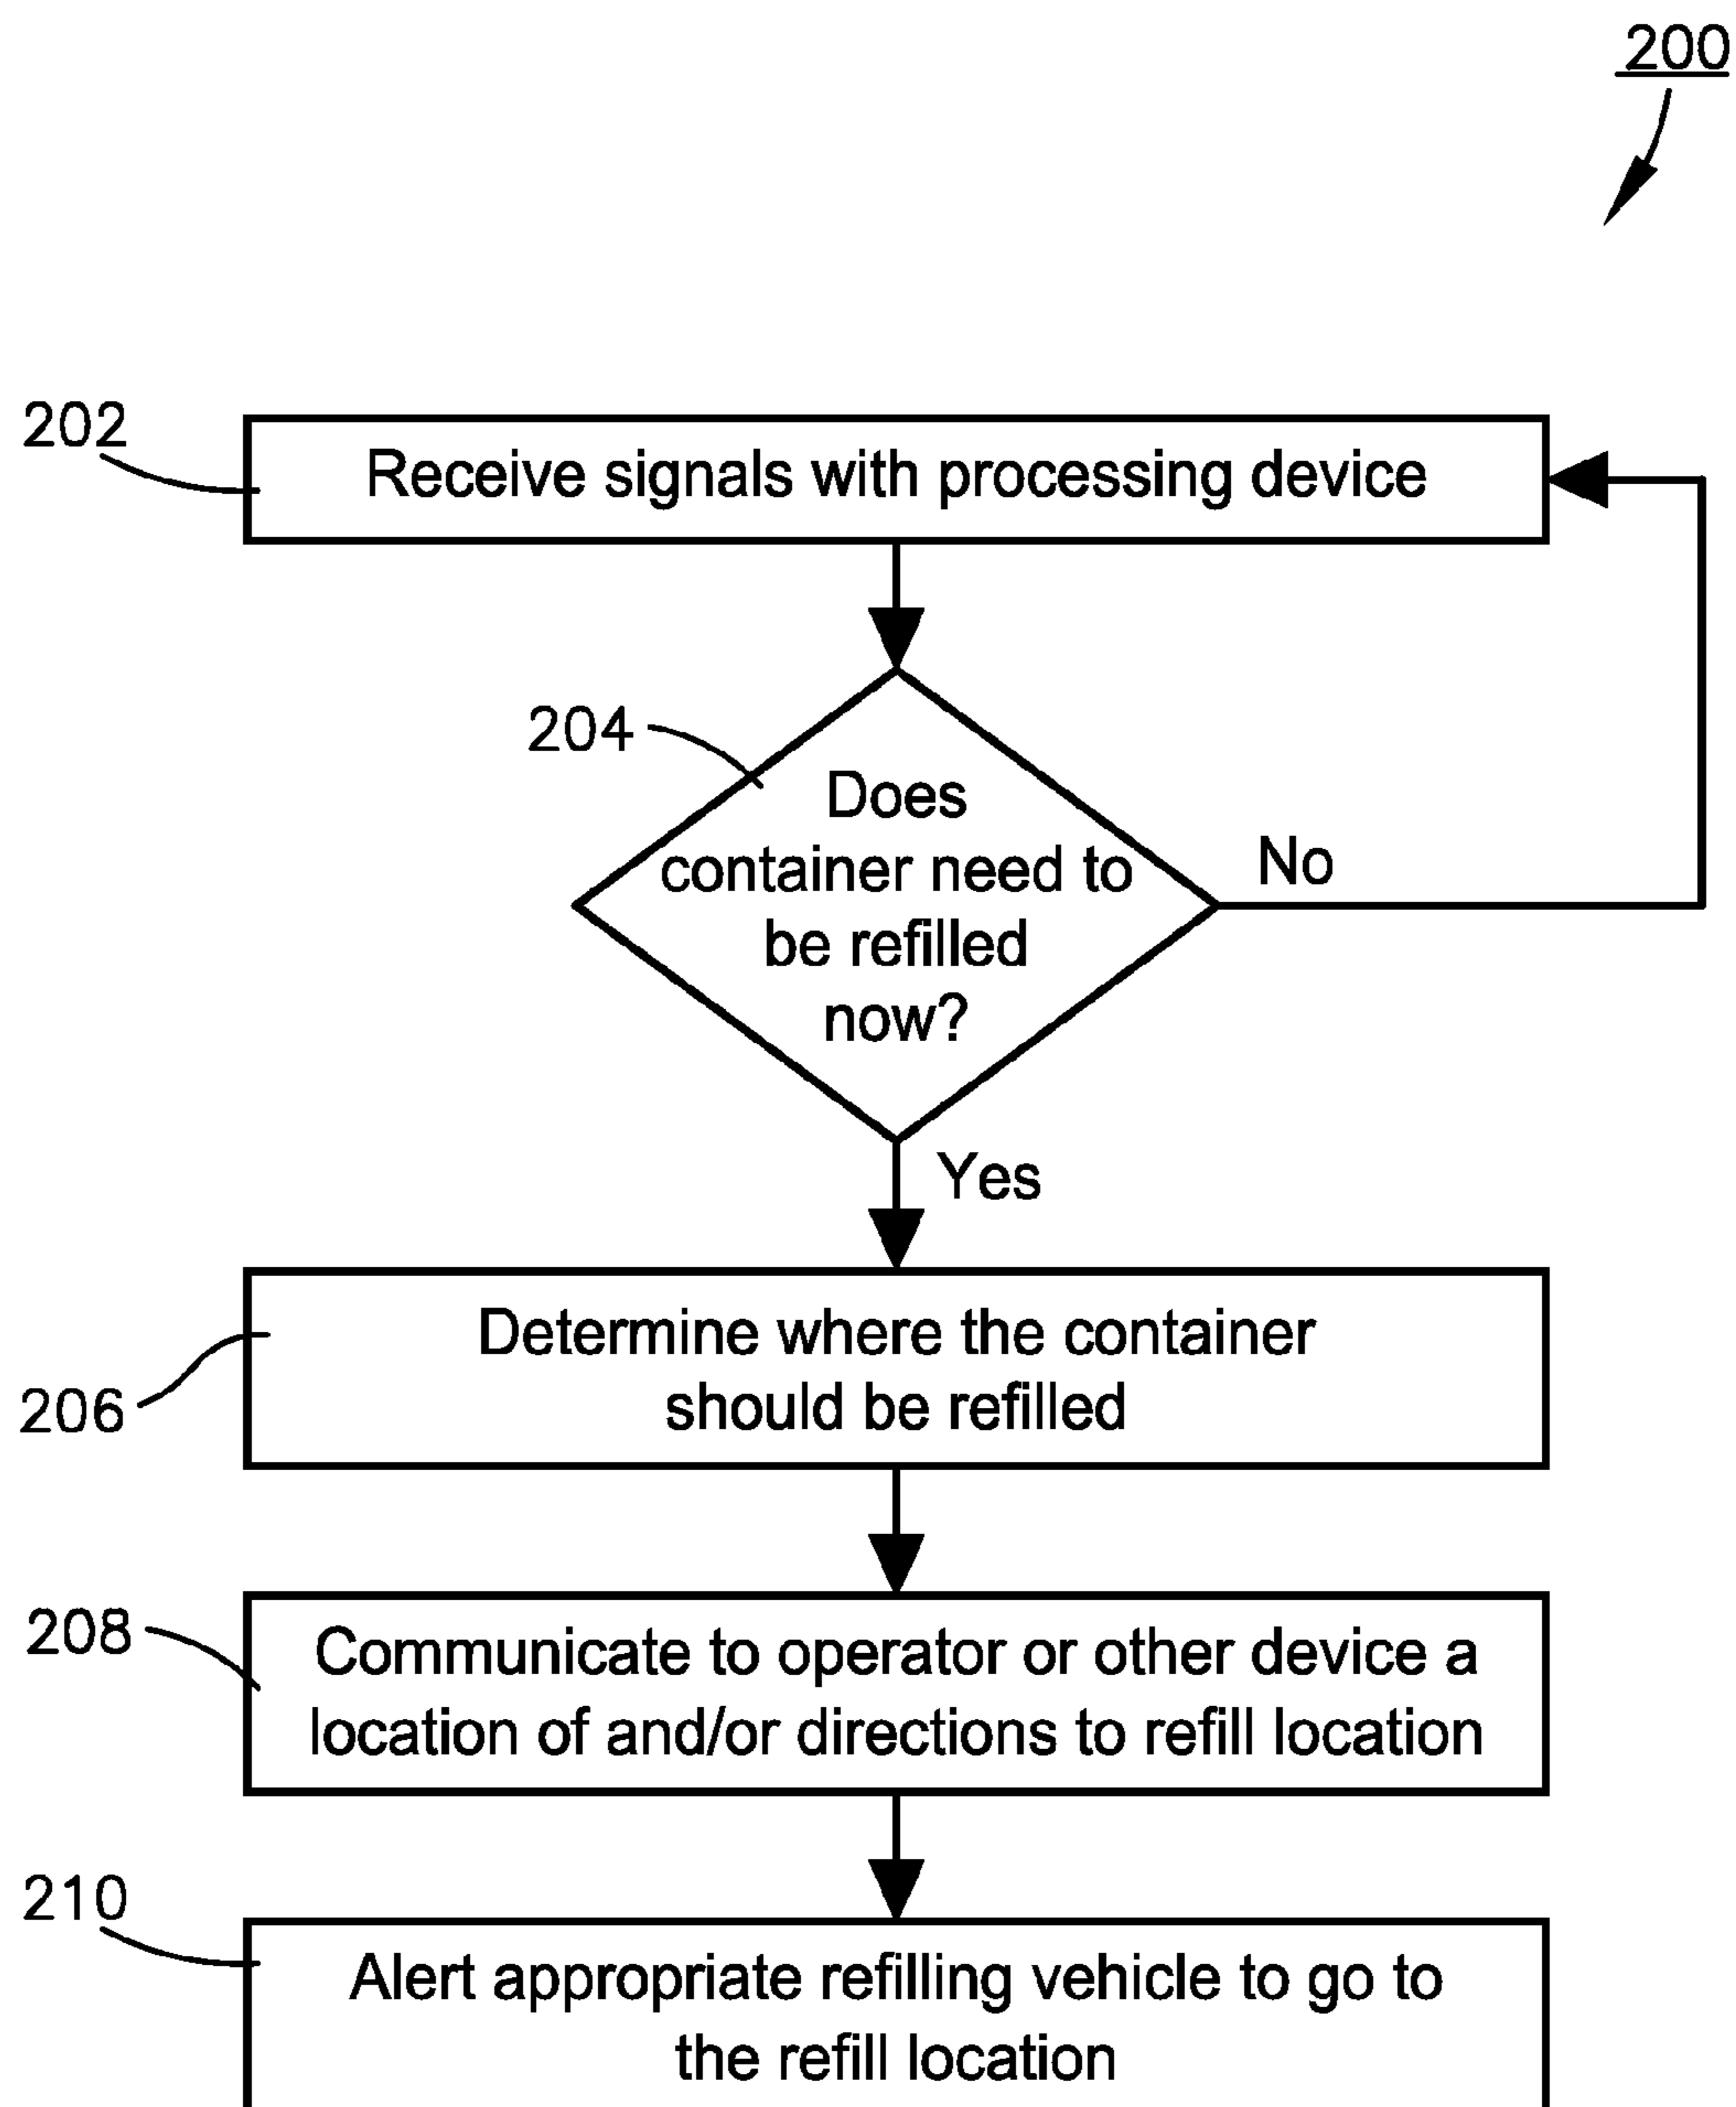 200
202
Receive signals with processing device
204
Does
container need to
be refilled
now?
No
Yes
Determine where the container
should be refilled
206
208
Communicate to operator or other device a
location of and/or directions to refill location
210
Alert appropriate refilling vehicle to go to
the refill location